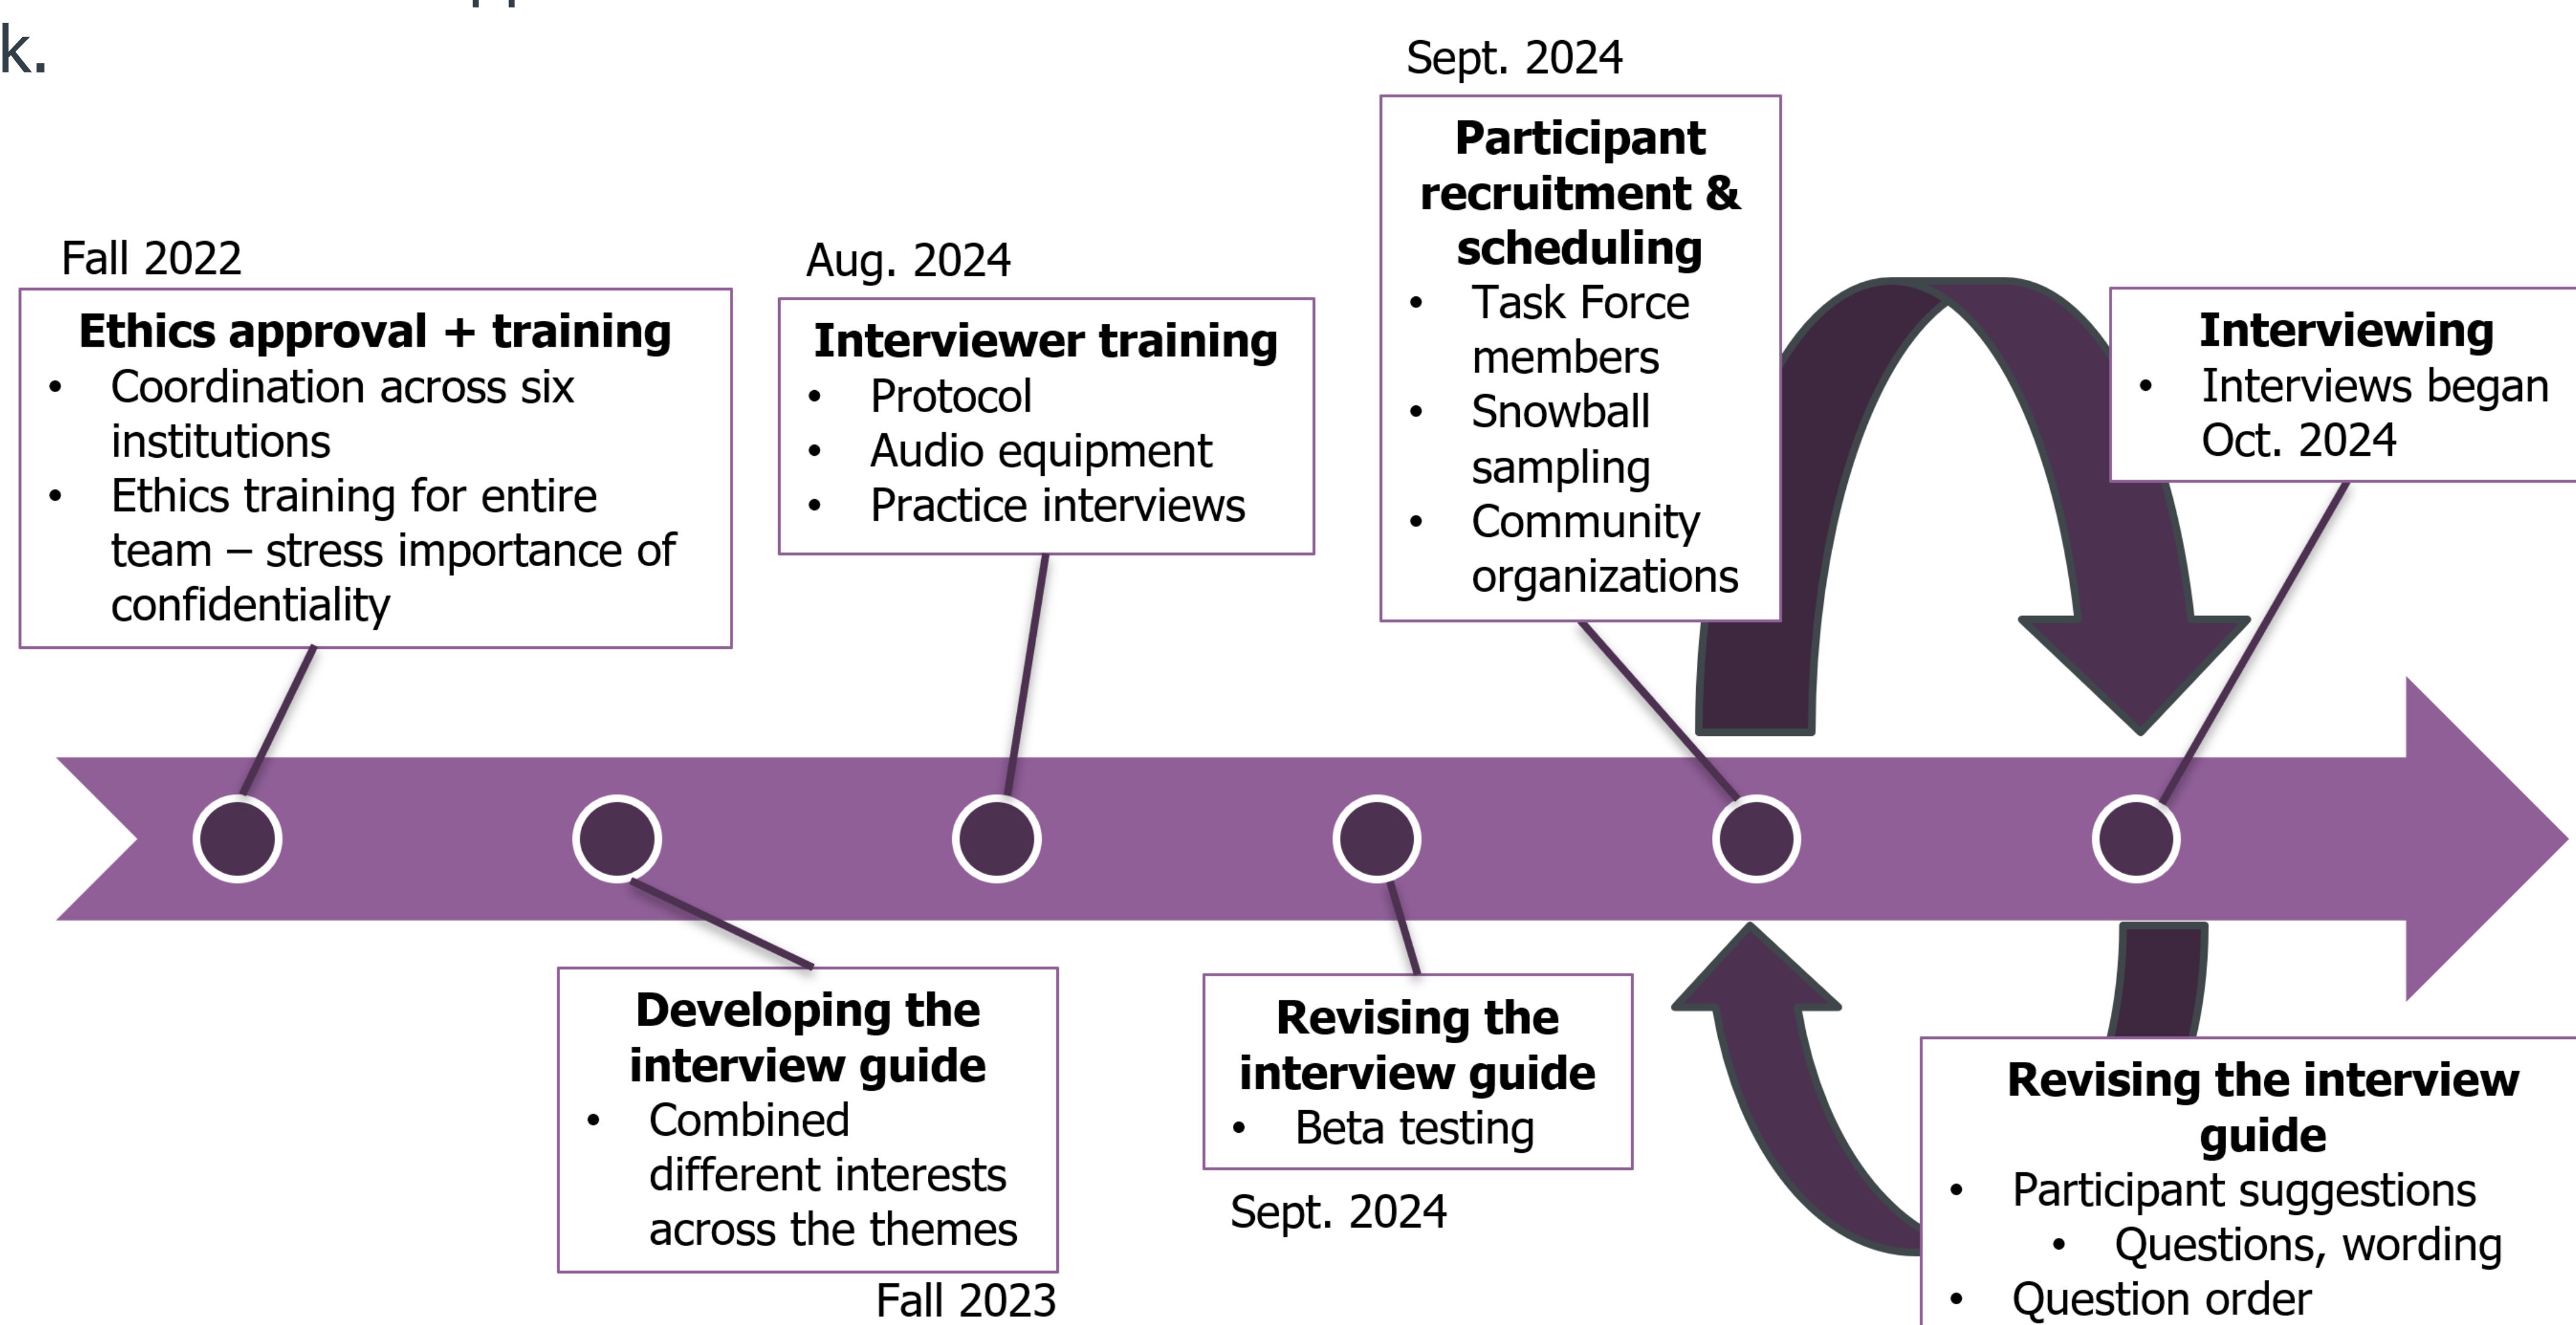 k.
Fall 2022
Ethics approval + training
• Coordination across six
institutions
• Ethics training for entire
team – stress importance of
confidentiality
Developing the
interview guide
• Combined
different interests
across the themes
Fall 2023
Aug. 2024
Interviewer training
• Protocol
• Audio equipment
• Practice interviews
Revising the
interview guide
• Beta testing
Sept. 2024
Sept. 2024
Participant
recruitment &
scheduling
• Task Force
members
• Snowball
sampling
• Community
organizations
Interviewing
• Interviews began
Oct. 2024
Revising the interview
guide
• Participant suggestions
• Questions, wording
• Question order